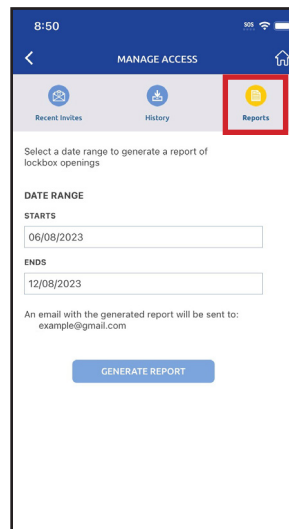 8:50
SOS
MANAGE ACCESS
Recent Invites
History
Reports
Select a date range to generate a report of
lockbox openings
DATE RANGE
STARTS
06/08/2023
ENDS
12/08/2023
An email with the generated report will be sent to:
example@gmail.com
GENERATE REPORT